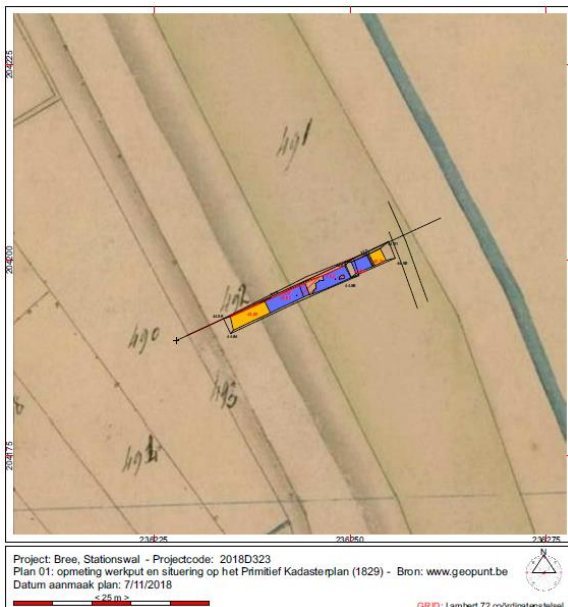 204225
491
204200
492
490
493
494
204175
236225
236250
236275
Project: Bree, Stationswal - Projectcode: 2018D323
Plan 01: opmeting werkput en situering op het Primitief Kadasterplan (1829) - Bron: www.geopunt.be
Datum aanmaak plan: 7/11/2018
N
< 25 m >
GRID: Lambert 72 coördinatenstelsel